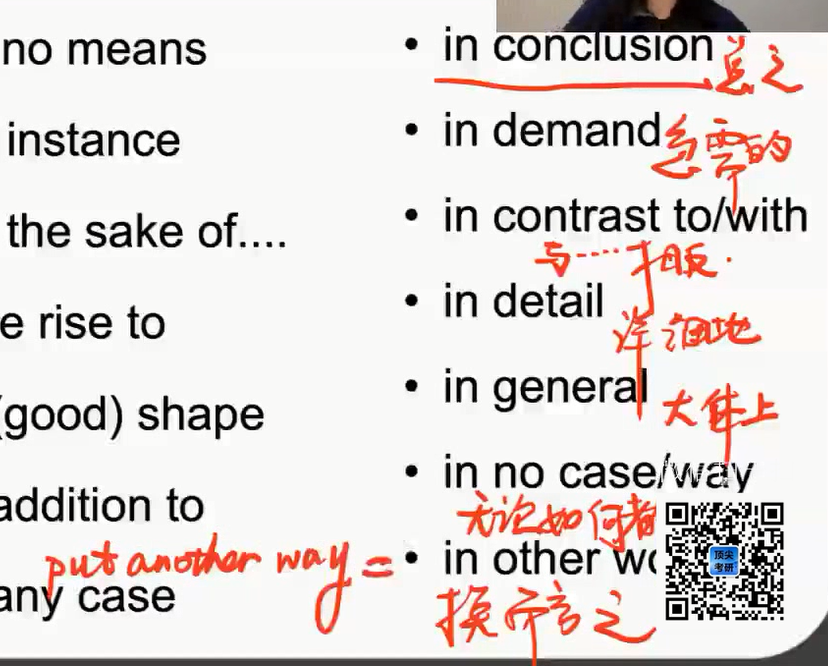 no means
instance
the sake of....
e rise to
(good) shape
addition to
put another way =
any case
• in conclusion 总之
• in demand 急需的
• in contrast to/with
与……相反.
• in detail
详细地
• in general
大体上
• in no case/way
无论如何都
• in other wo
换而言之
顶尖
考研